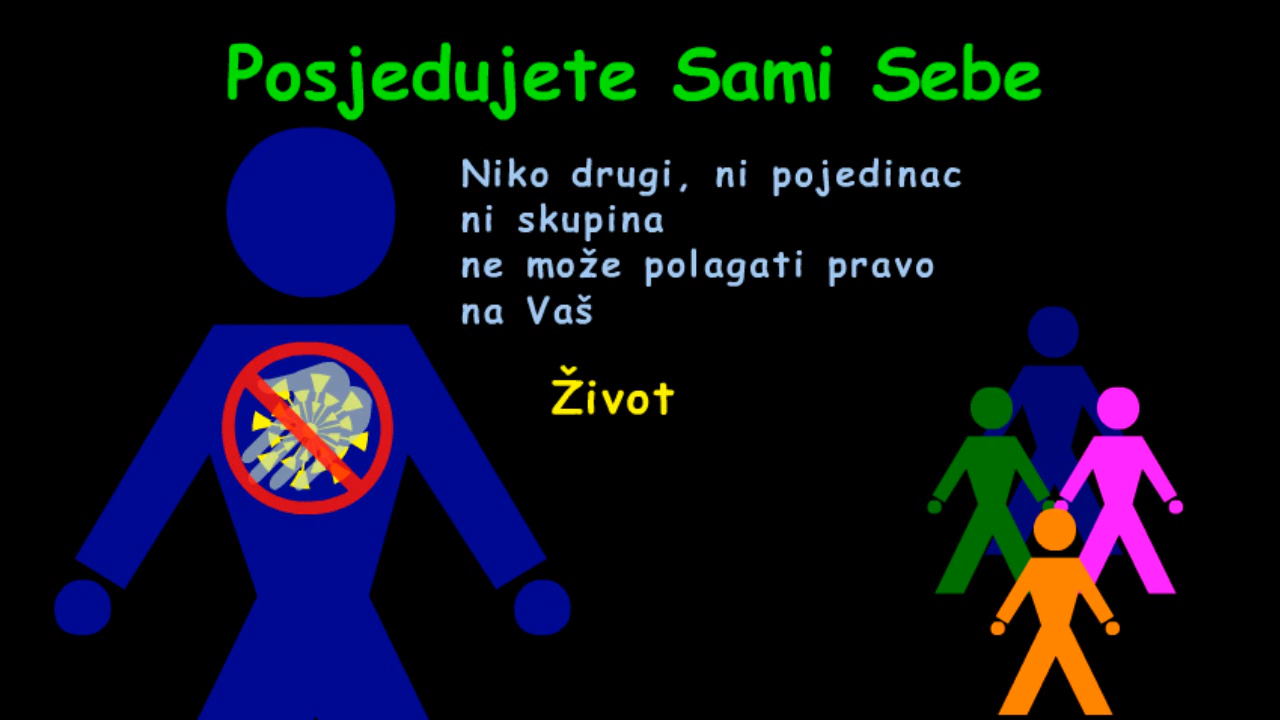 Posjedujete Sami Sebe
Niko drugi, ni pojedinac
ni skupina
ne može polagati pravo
na Vaš
Život